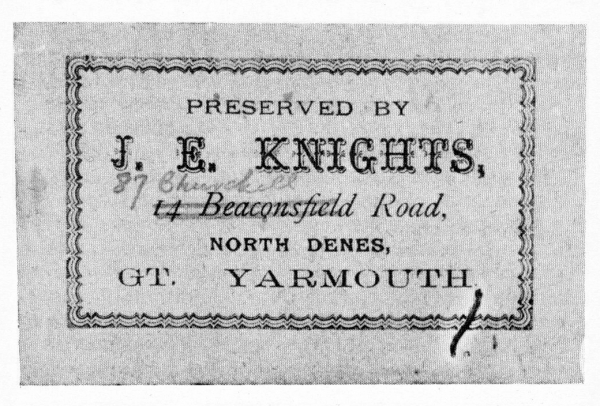 PRESERVED BY
J. E. KNIGHTS,
87 Churchill
14 Beaconsfield Road,
NORTH DENES,
GT. YARMOUTH.